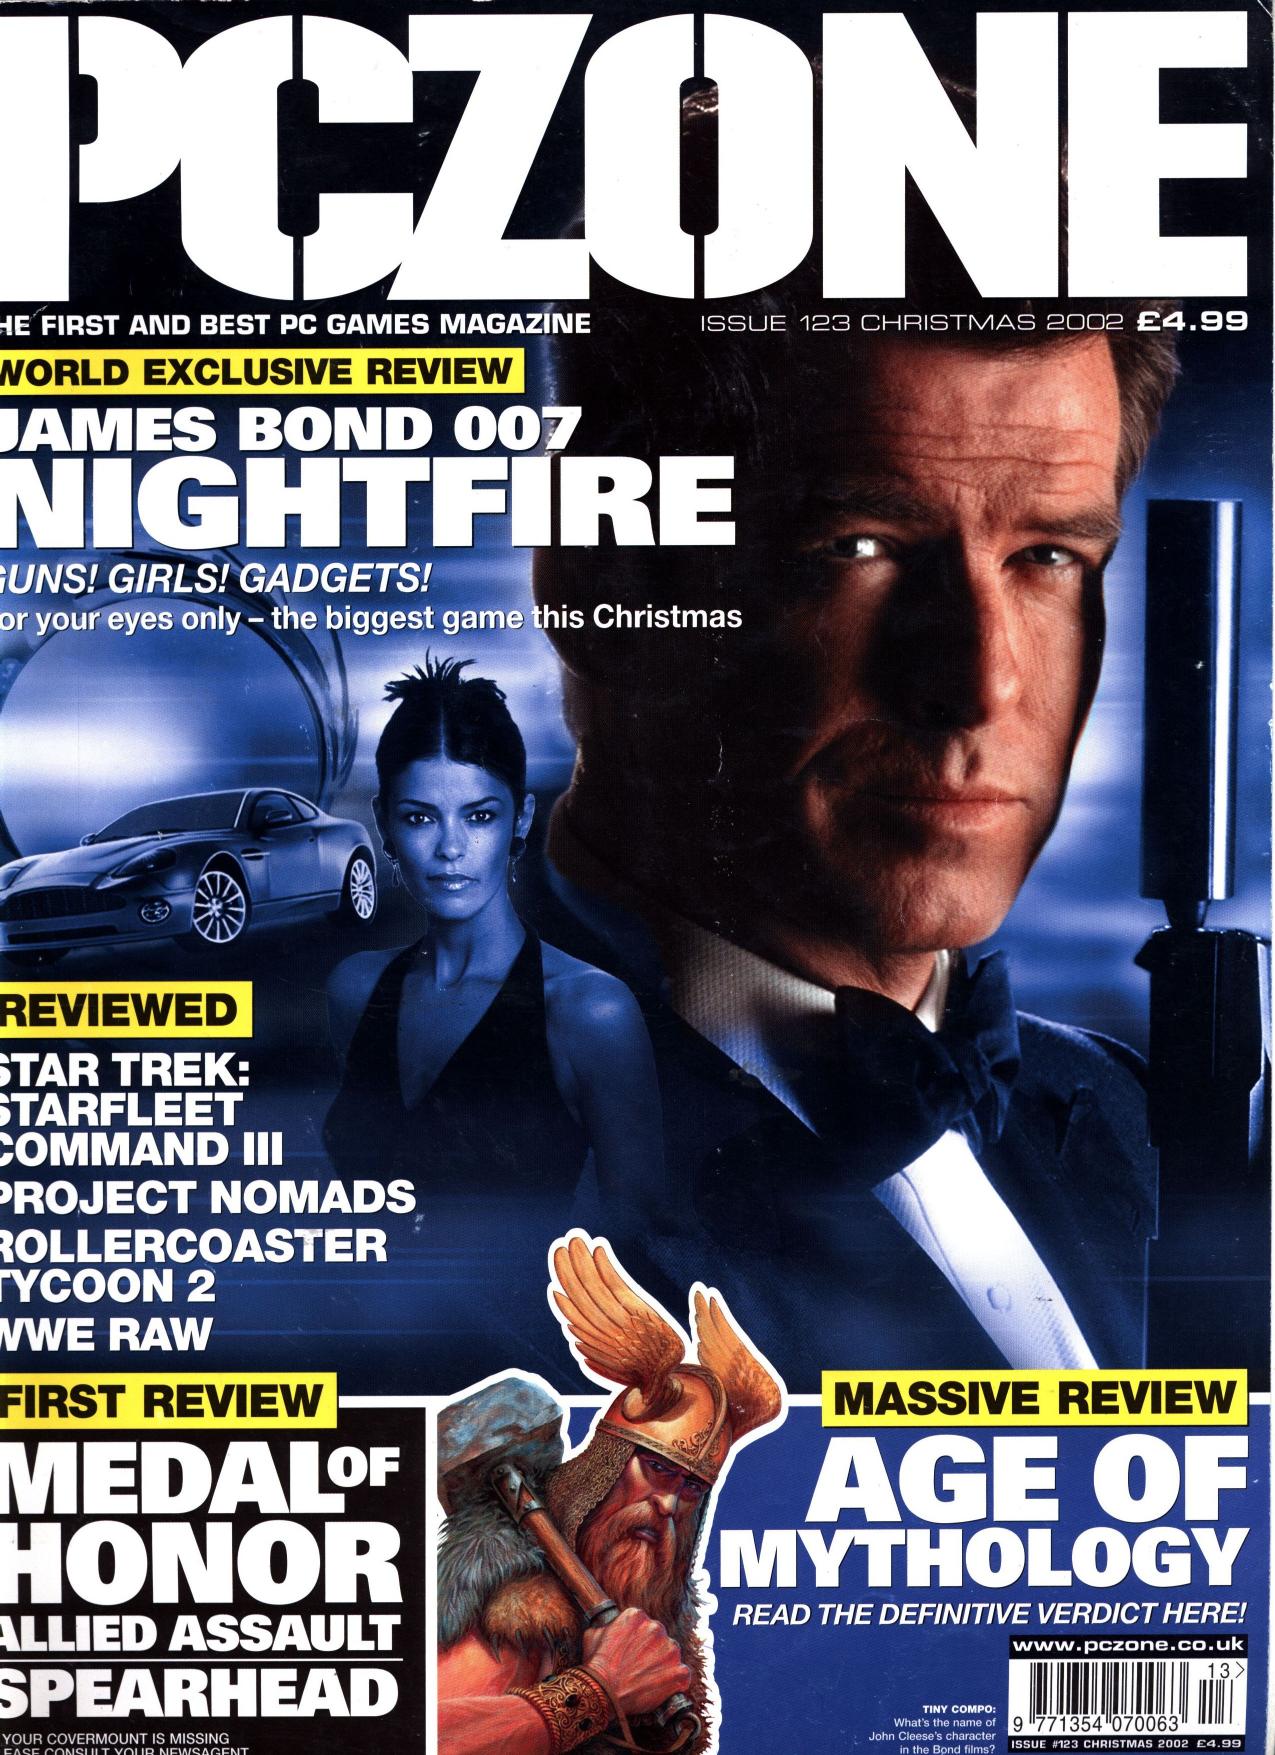 PCZONE
HE FIRST AND BEST PC GAMES MAGAZINE
ISSUE 123 CHRISTMAS 2002 £4.99
WORLD EXCLUSIVE REVIEW
JAMES BOND 007
NIGHTFIRE
GUNS! GIRLS! GADGETS!
or your eyes only – the biggest game this Christmas
REVIEWED
STAR TREK:
STARFLEET
COMMAND III
PROJECT NOMADS
ROLLERCOASTER
TYCOON 2
WWE RAW
FIRST REVIEW
MEDAL OF
HONOR
ALLIED ASSAULT
SPEARHEAD
YOUR COVERMOUNT IS MISSING
EASE CONSULT YOUR NEWSAGENT
MASSIVE REVIEW
AGE OF
MYTHOLOGY
READ THE DEFINITIVE VERDICT HERE!
www.pczone.co.uk
TINY COMPO:
What's the name of
John Cleese's character
in the Bond films?
13>
9 771354 070063
ISSUE #123 CHRISTMAS 2002 £4.99